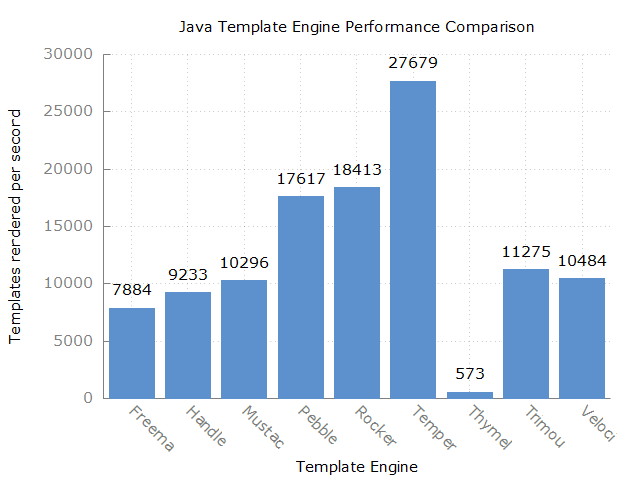 Java Template Engine Performance Comparison
Templates rendered per second
30000
25000
20000
15000
10000
5000
0
7884
9233
10296
17617
18413
27679
573
11275
10484
Freema
Handle
Mustac
Pebble
Rocker
Temper
Thymel
Trimou
Veloci
Template Engine